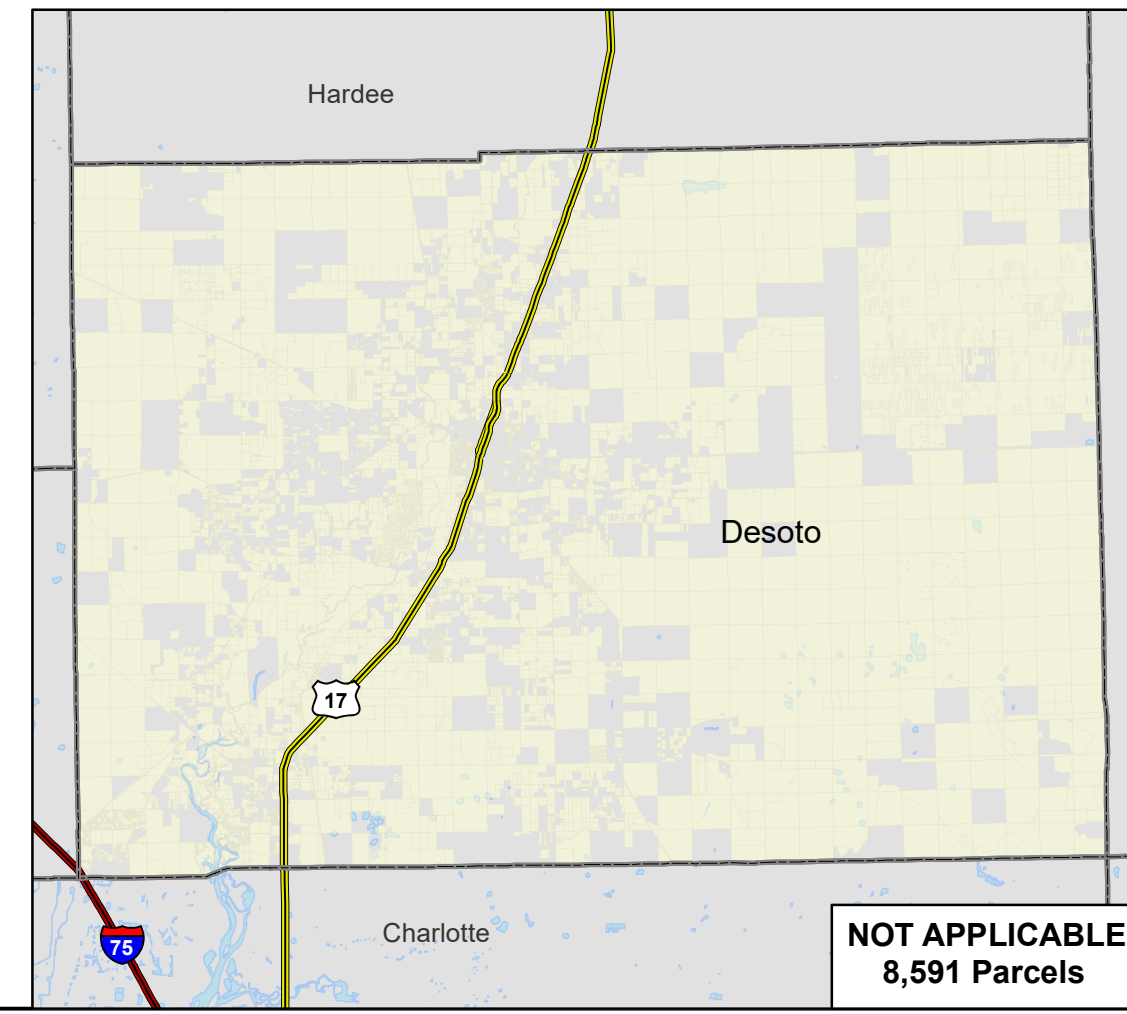 Hardee
Desoto
17
Charlotte
75
NOT APPLICABLE
8,591 Parcels